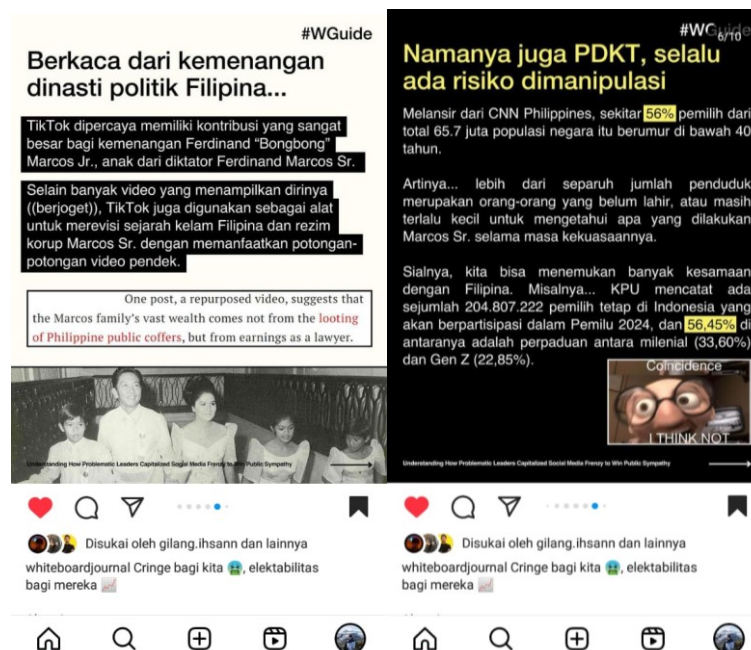 #WGuide
Berkaca dari kemenangan
dinasti politik Filipina...
TikTok dipercaya memiliki kontribusi yang sangat
besar bagi kemenangan Ferdinand “Bongbong”
Marcos Jr., anak dari diktator Ferdinand Marcos Sr.
Selain banyak video yang menampilkan dirinya
((berjoget)), TikTok juga digunakan sebagai alat
untuk merevisi sejarah kelam Filipina dan rezim
korup Marcos Sr. dengan memanfaatkan potongan-
potongan video pendek.
One post, a repurposed video, suggests that
the Marcos family’s vast wealth comes not from the looting
of Philippine public coffers, but from earnings as a lawyer.
Understanding How Problematic Leaders Capitalized Social Media Frenzy to Win Public Sympathy
Disukai oleh gilang.ihsann dan lainnya
whiteboardjournal Cringe bagi kita 🤮, elektabilitas
bagi mereka 📈
#WGuide
6/10
Namanya juga PDKT, selalu
ada risiko dimanipulasi
Melansir dari CNN Philippines, sekitar 56% pemilih dari
total 65.7 juta populasi negara itu berumur di bawah 40
tahun.
Artinya... lebih dari separuh jumlah penduduk
merupakan orang-orang yang belum lahir, atau masih
terlalu kecil untuk mengetahui apa yang dilakukan
Marcos Sr. selama masa kekuasaannya.
Sialnya, kita bisa menemukan banyak kesamaan
dengan Filipina. Misalnya... KPU mencatat ada
sejumlah 204.807.222 pemilih tetap di Indonesia yang
akan berpartisipasi dalam Pemilu 2024, dan 56,45% di
antaranya adalah perpaduan antara milenial (33,60%)
dan Gen Z (22,85%).
Coincidence
I THINK NOT
Understanding How Problematic Leaders Capitalized Social Media Frenzy to Win Public Sympathy
Disukai oleh gilang.ihsann dan lainnya
whiteboardjournal Cringe bagi kita 🤮, elektabilitas
bagi mereka 📈